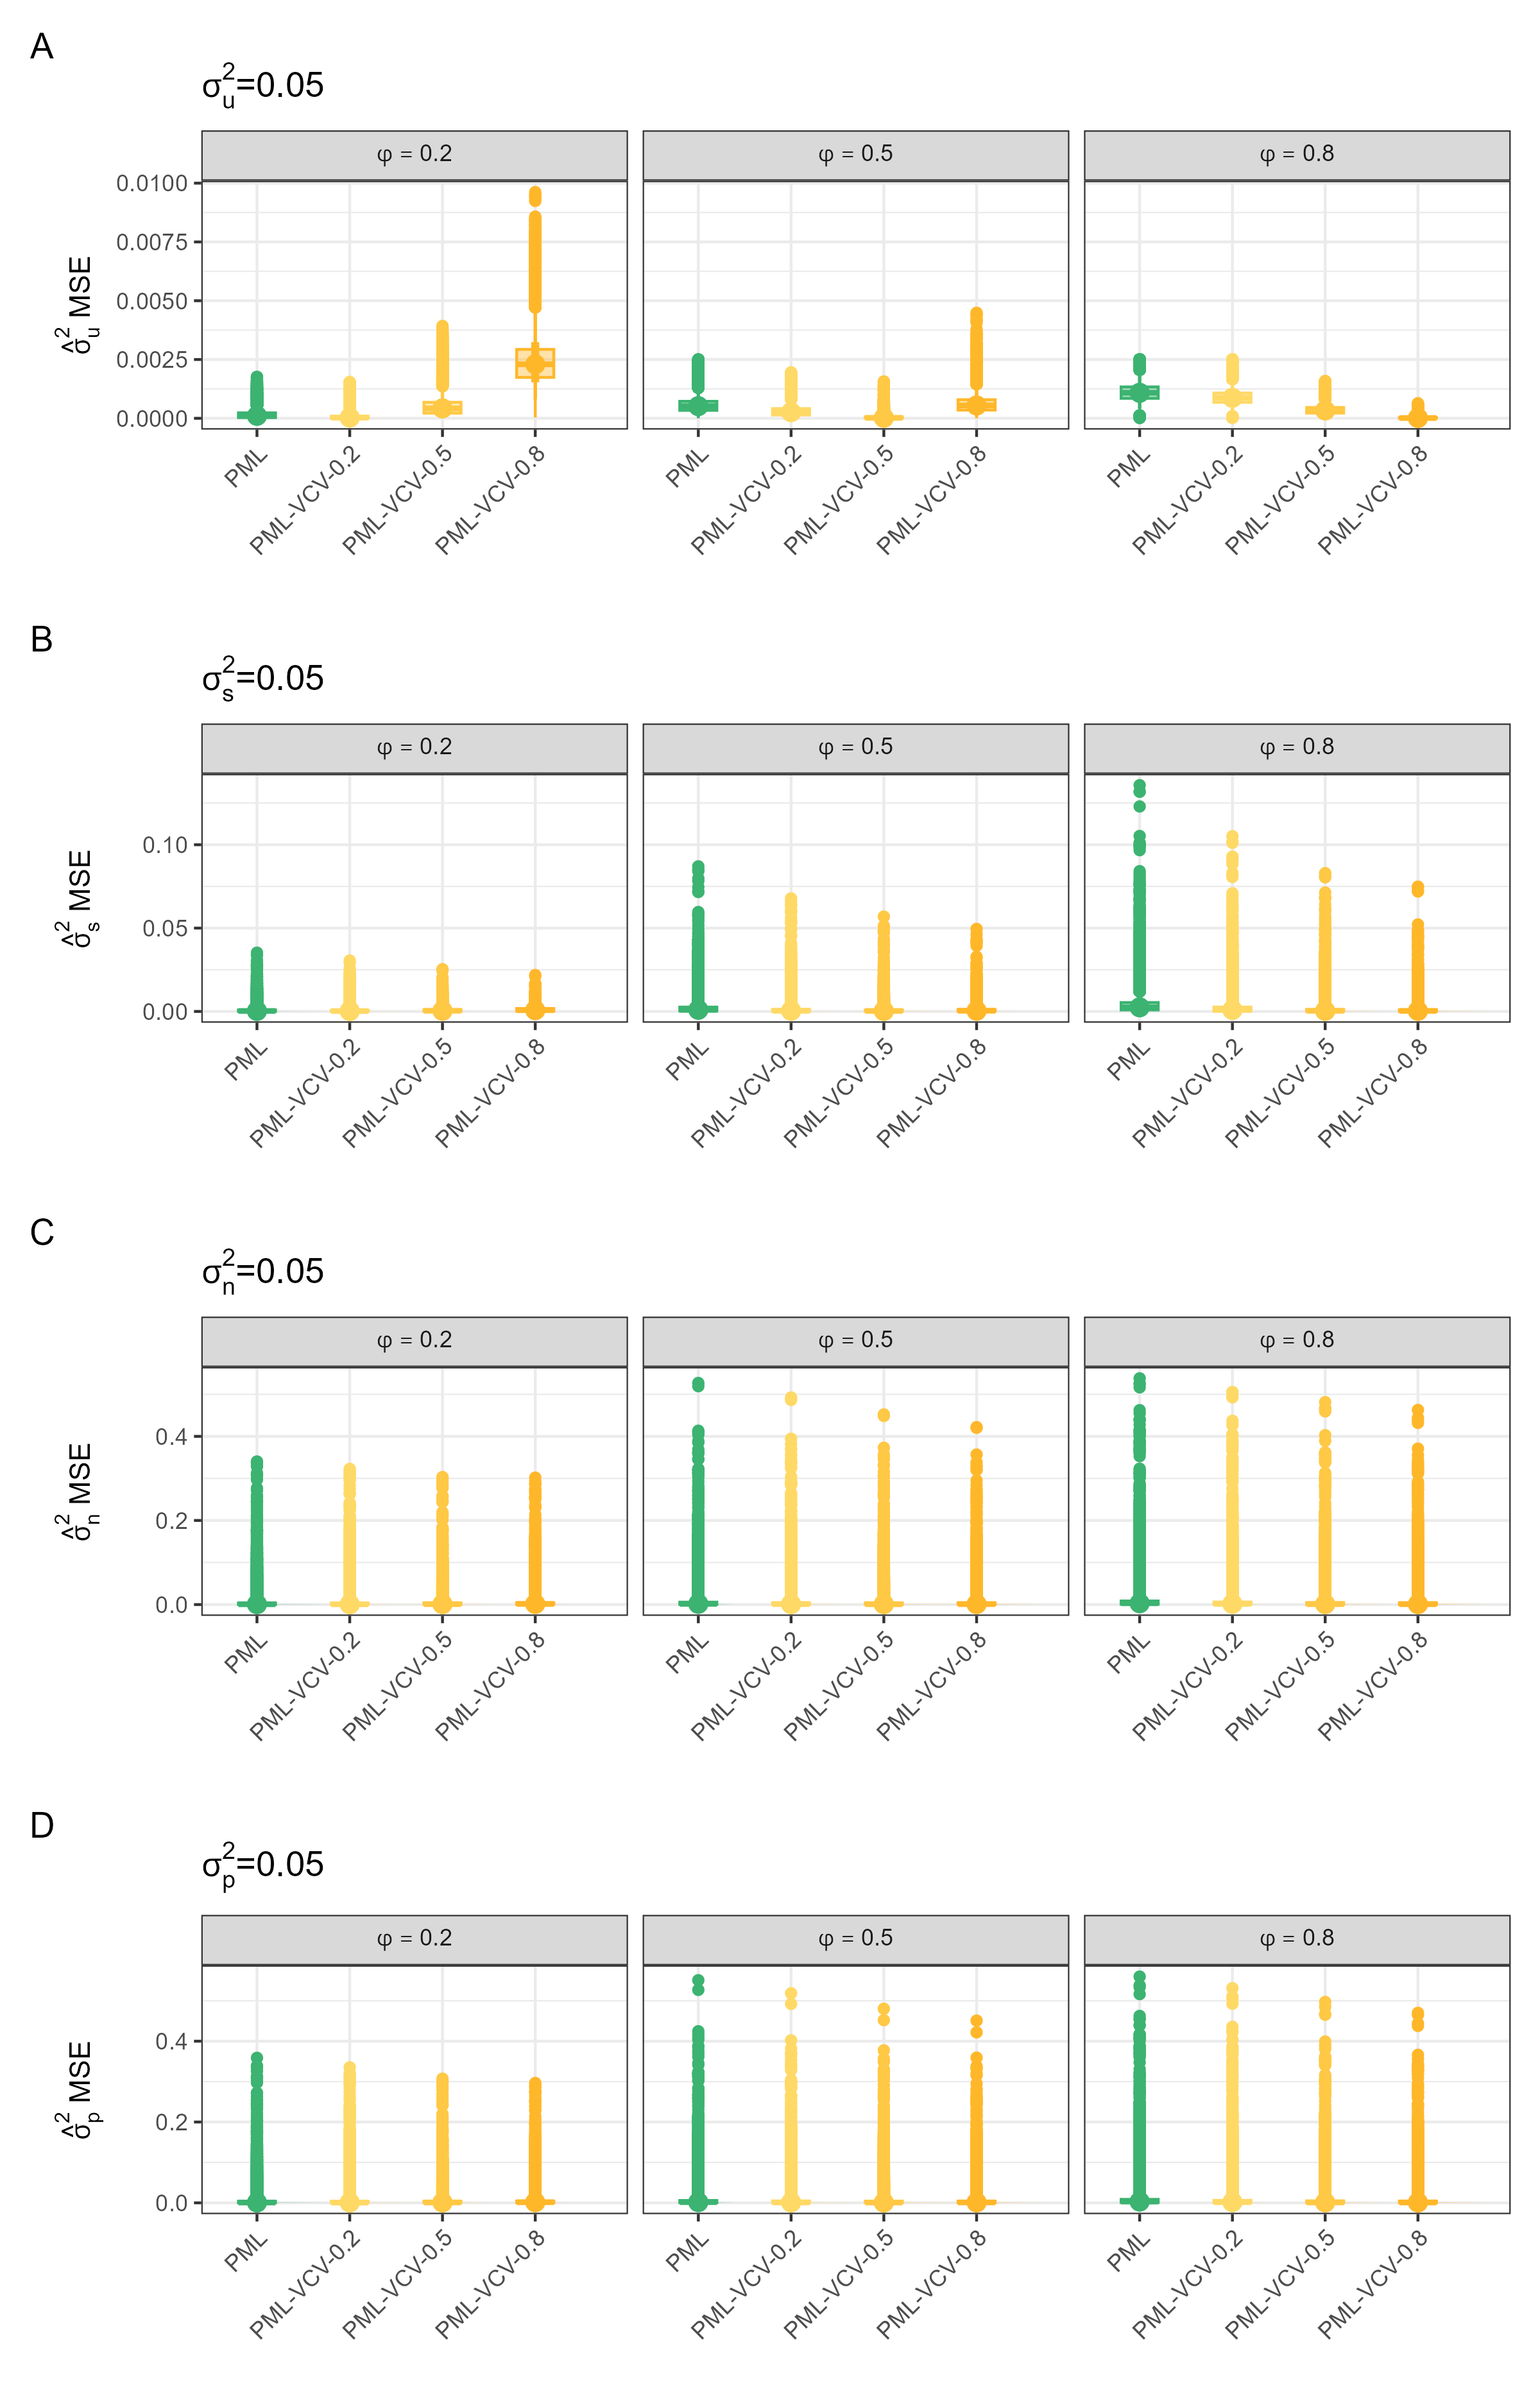 A
σ²ᵤ=0.05
φ = 0.2 φ = 0.5 φ = 0.8
σ̂²ᵤ MSE
0.0100
0.0075
0.0050
0.0025
0.0000
PML PML-VCV-0.2 PML-VCV-0.5 PML-VCV-0.8 PML PML-VCV-0.2 PML-VCV-0.5 PML-VCV-0.8 PML PML-VCV-0.2 PML-VCV-0.5 PML-VCV-0.8
B
σ²ₛ=0.05
φ = 0.2 φ = 0.5 φ = 0.8
σ̂²ₛ MSE
0.10
0.05
0.00
PML PML-VCV-0.2 PML-VCV-0.5 PML-VCV-0.8 PML PML-VCV-0.2 PML-VCV-0.5 PML-VCV-0.8 PML PML-VCV-0.2 PML-VCV-0.5 PML-VCV-0.8
C
σ²ₙ=0.05
φ = 0.2 φ = 0.5 φ = 0.8
σ̂²ₙ MSE
0.4
0.2
0.0
PML PML-VCV-0.2 PML-VCV-0.5 PML-VCV-0.8 PML PML-VCV-0.2 PML-VCV-0.5 PML-VCV-0.8 PML PML-VCV-0.2 PML-VCV-0.5 PML-VCV-0.8
D
σ²ₚ=0.05
φ = 0.2 φ = 0.5 φ = 0.8
σ̂²ₚ MSE
0.4
0.2
0.0
PML PML-VCV-0.2 PML-VCV-0.5 PML-VCV-0.8 PML PML-VCV-0.2 PML-VCV-0.5 PML-VCV-0.8 PML PML-VCV-0.2 PML-VCV-0.5 PML-VCV-0.8